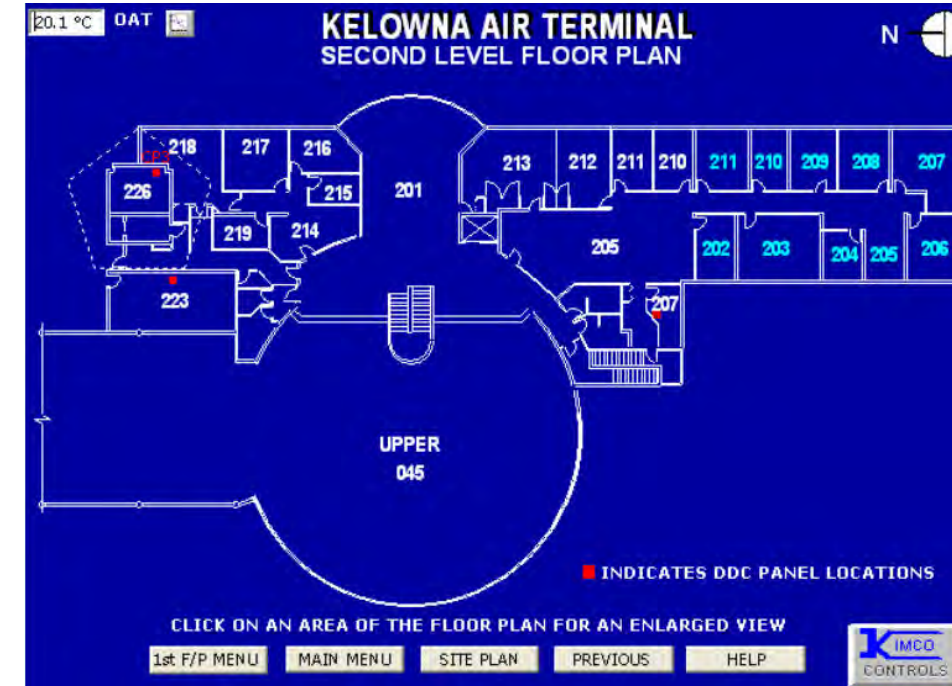 20.1 °C OAT
KELOWNA AIR TERMINAL
SECOND LEVEL FLOOR PLAN
N
218 217 216 213 212 211 210 211 210 209 208 207
CP3
226 215 201
219 214 205 202 203 204 205 206
223 207
UPPER
045
INDICATES DDC PANEL LOCATIONS
CLICK ON AN AREA OF THE FLOOR PLAN FOR AN ENLARGED VIEW
1st F/P MENU MAIN MENU SITE PLAN PREVIOUS HELP
KIMCO
CONTROLS